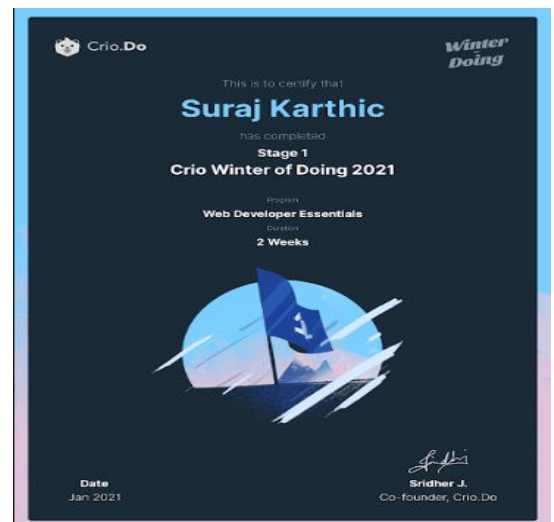 Crio.Do
Winter
of
Doing
This is to certify that
Suraj Karthic
has completed
Stage 1
Crio Winter of Doing 2021
Program
Web Developer Essentials
Duration
2 Weeks
Date
Jan 2021
Sridher J.
Co-founder, Crio.Do